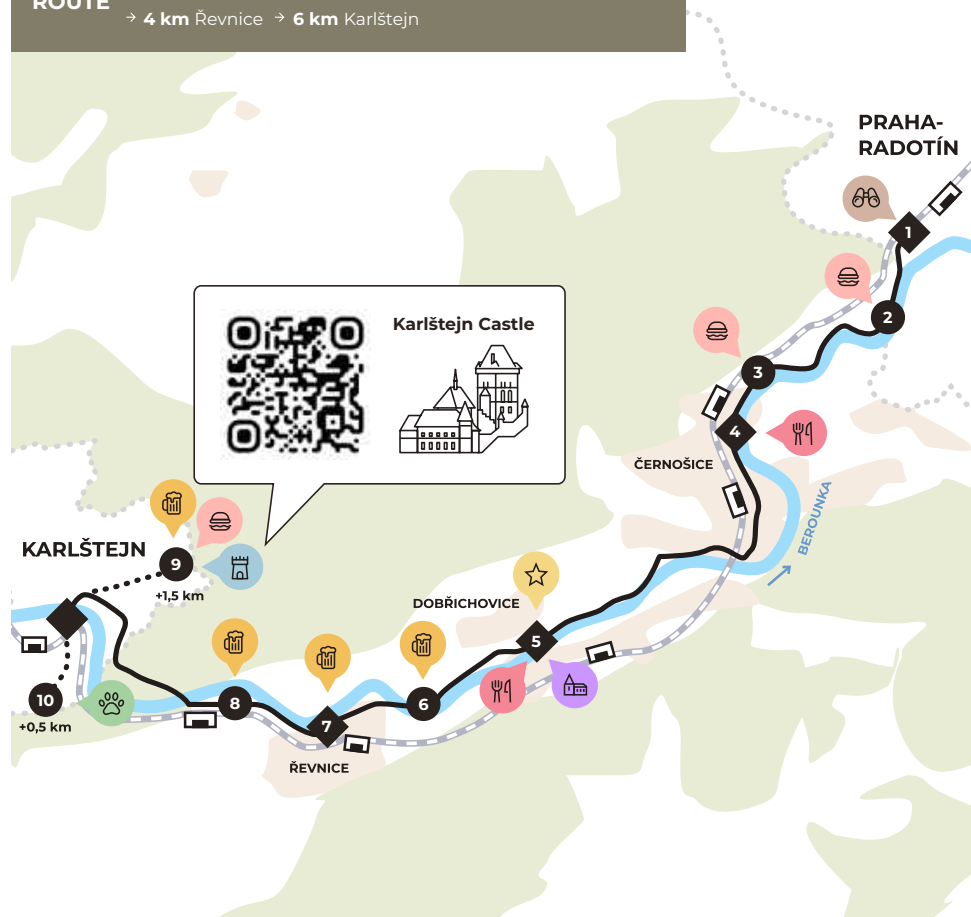 ROUTE
→ 4 km Řevnice → 6 km Karlštejn
PRAHA-
RADOTÍN
1
2
Karlštejn Castle
3
4
ČERNOŠICE
BEROUNKA
KARLŠTEJN
9
+1,5 km
DOBŘICHOVICE
5
10
+0,5 km
8
7
6
ŘEVNICE